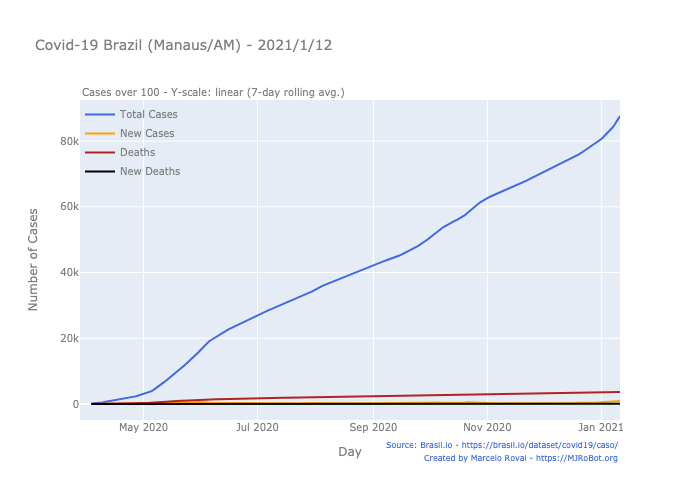 Covid-19 Brazil (Manaus/AM) - 2021/1/12
Cases over 100 - Y-scale: linear (7-day rolling avg.)
Total Cases
New Cases
Deaths
New Deaths
Number of Cases
80k
60k
40k
20k
0
May 2020
Jul 2020
Sep 2020
Nov 2020
Jan 2021
Day
Source: Brasil.io - https://brasil.io/dataset/covid19/caso/
Created by Marcelo Rovai - https://MJRoBot.org